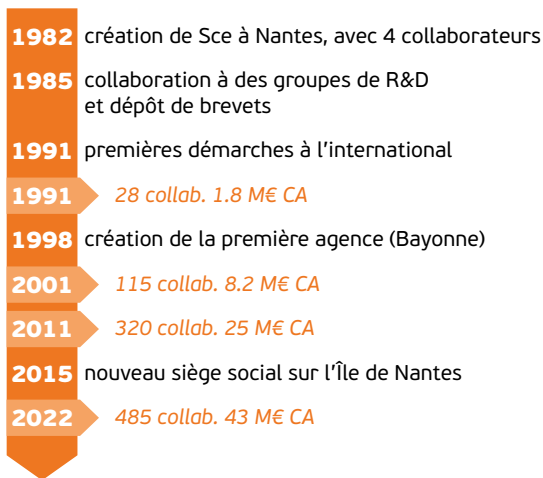 1982 création de Sce à Nantes, avec 4 collaborateurs
1985 collaboration à des groupes de R&D
et dépôt de brevets
1991 premières démarches à l'international
1991 28 collab. 1.8 M€ CA
1998 création de la première agence (Bayonne)
2001 115 collab. 8.2 M€ CA
2011 320 collab. 25 M€ CA
2015 nouveau siège social sur l'Île de Nantes
2022 485 collab. 43 M€ CA